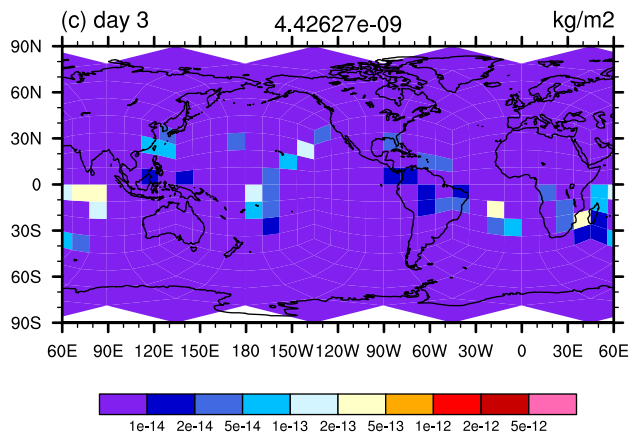 (c) day 3 4.42627e-09 kg/m2
90N
60N
30N
0
30S
60S
90S
60E 90E 120E 150E 180 150W 120W 90W 60W 30W 0 30E 60E
1e-14 2e-14 5e-14 1e-13 2e-13 5e-13 1e-12 2e-12 5e-12